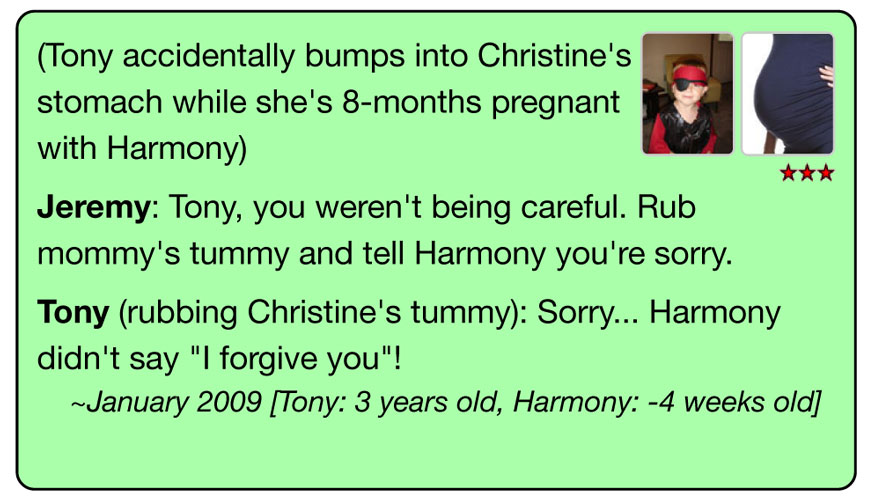 (Tony accidentally bumps into Christine's
stomach while she's 8-months pregnant
with Harmony)
Jeremy: Tony, you weren't being careful. Rub
mommy's tummy and tell Harmony you're sorry.
Tony (rubbing Christine's tummy): Sorry... Harmony
didn't say "I forgive you"!
~January 2009 [Tony: 3 years old, Harmony: -4 weeks old]